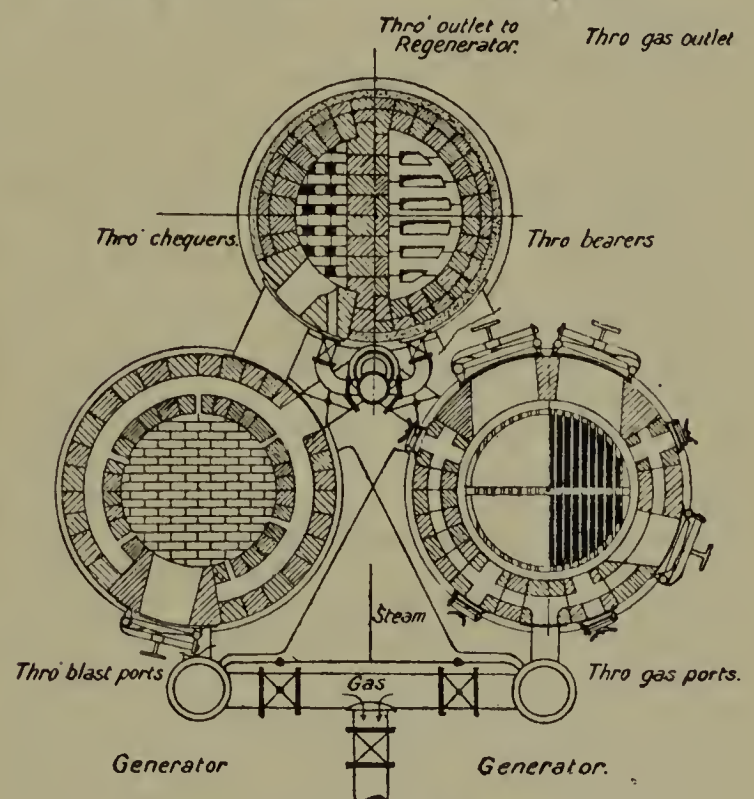 Thro' outlet to
Regenerator.
Thro gas outlet
Thro' chequers.
Thro bearers
Steam
Thro' blast ports
Gas
Thro gas ports.
Generator
Generator.